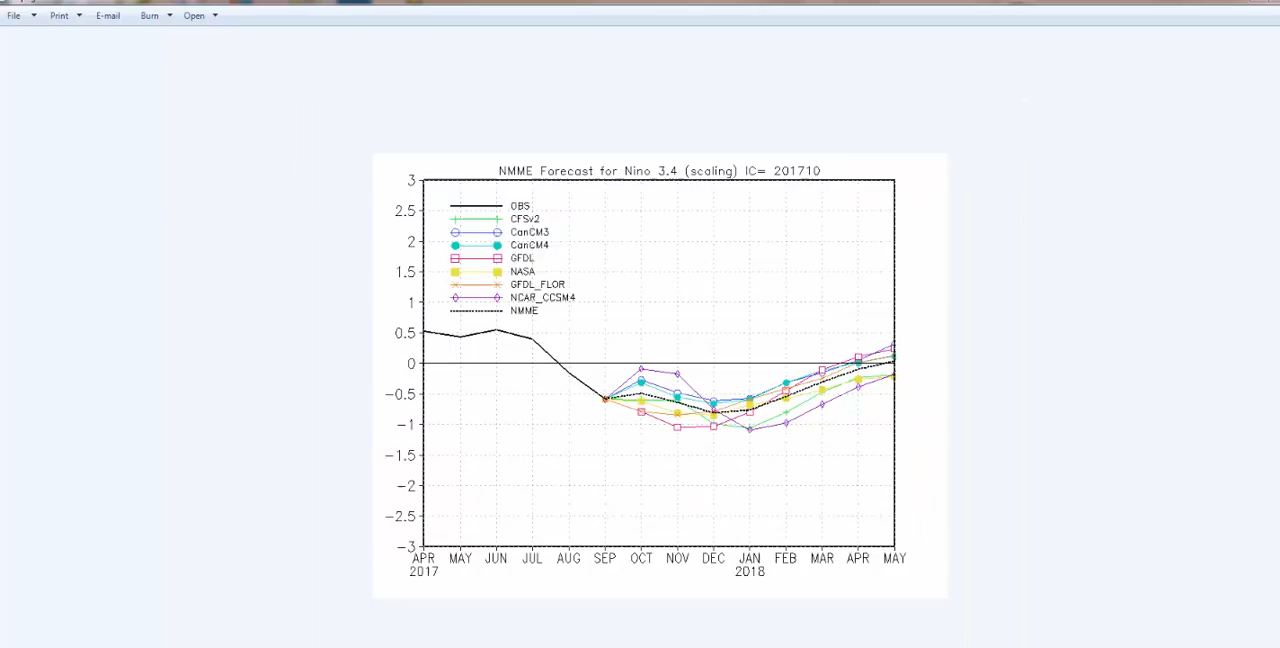 File Print E-mail Burn Open
NMME Forecast for Nino 3.4 (scaling) IC= 201710
3
2.5
2
1.5
1
0.5
0
-0.5
-1
-1.5
-2
-2.5
-3
OBS
CFSv2
CanCM3
CanCM4
GFDL
NASA
GFDL_FLOR
NCAR_CCSM4
NMME
APR MAY JUN JUL AUG SEP OCT NOV DEC JAN FEB MAR APR MAY
2017 2018